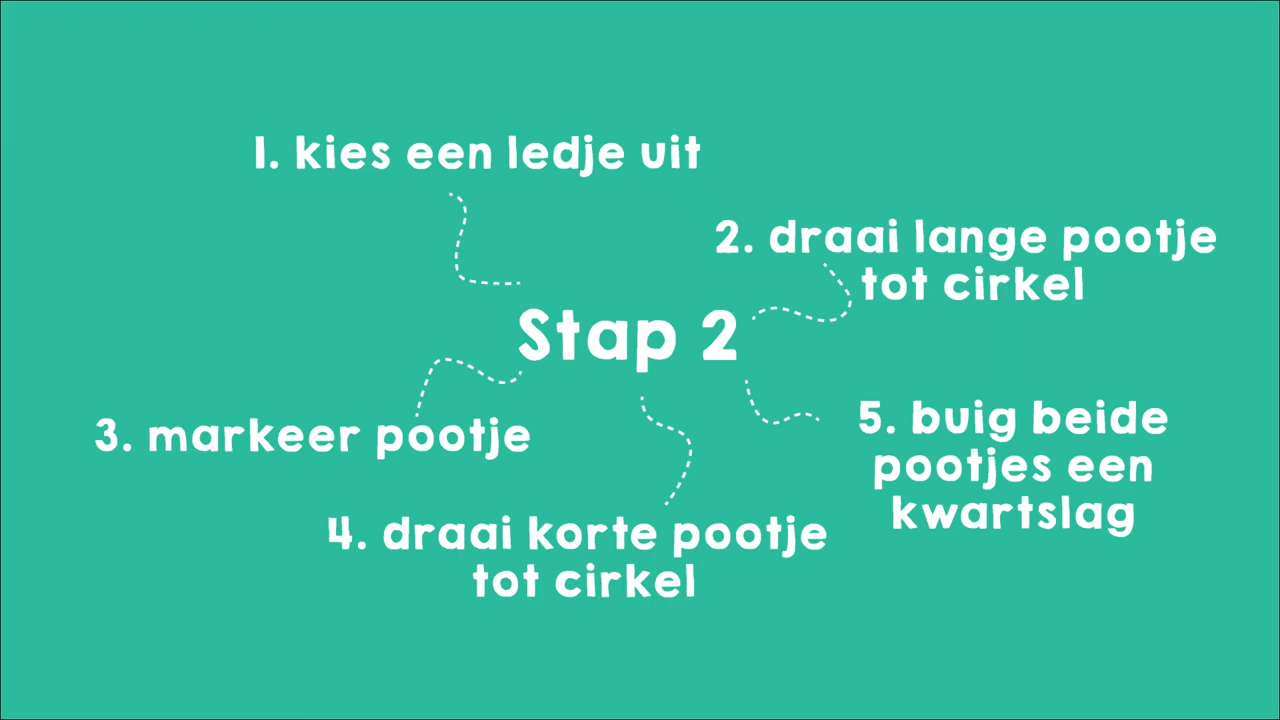 1. kies een ledje uit
2. draai lange pootje
tot cirkel
Stap 2
3. markeer pootje
4. draai korte pootje
tot cirkel
5. buig beide
pootjes een
kwartslag